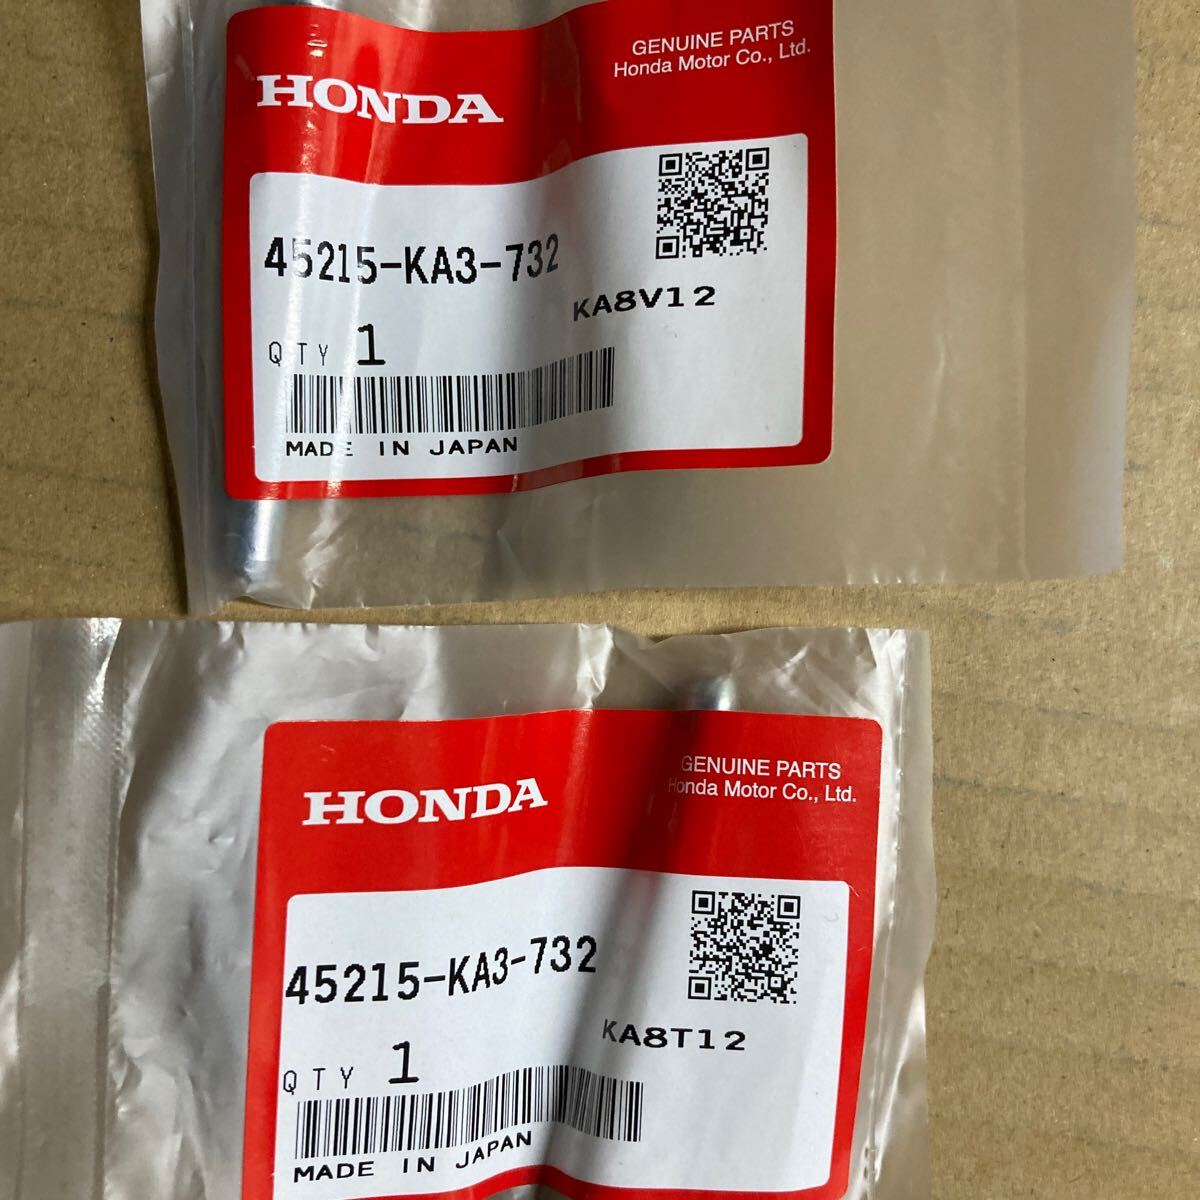 GENUINE PARTS
Honda Motor Co., Ltd.
HONDA
45215-KA3-732
KA8V12
QTY 1
MADE IN JAPAN
GENUINE PARTS
Honda Motor Co., Ltd.
HONDA
45215-KA3-732
KA8T12
QTY 1
MADE IN JAPAN